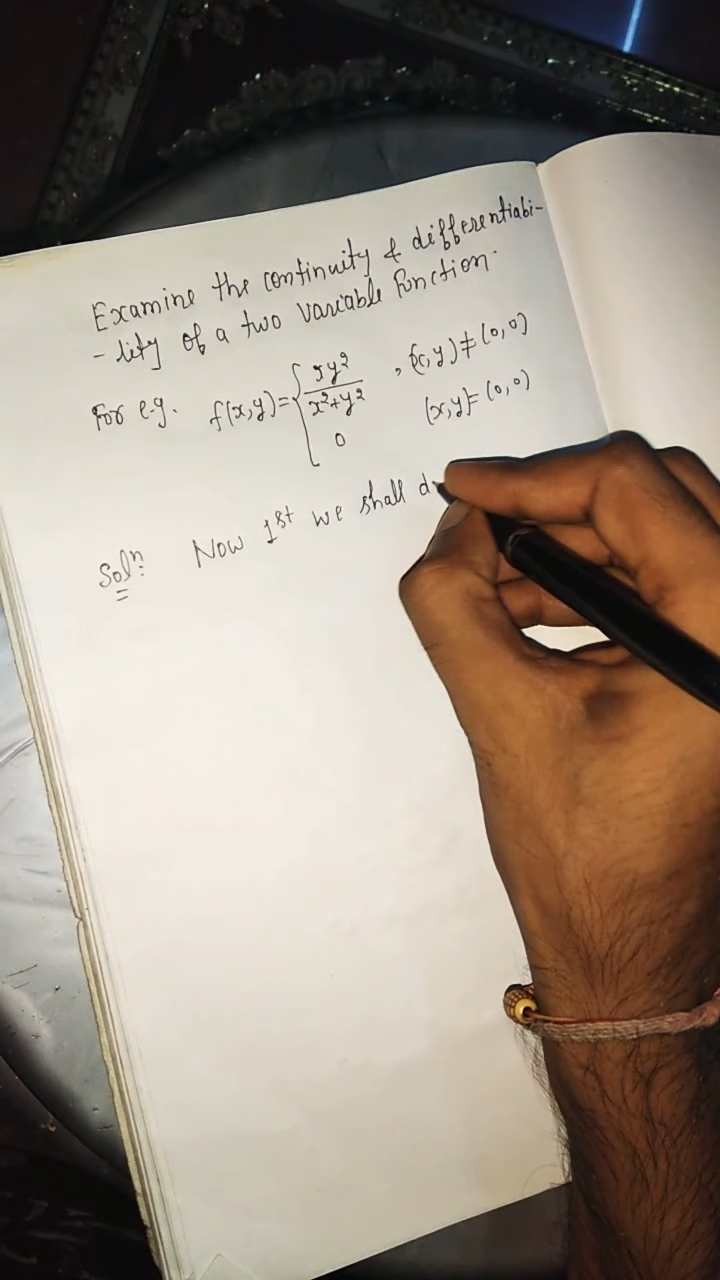 Examine the continuity & differentiabi-
- lity of a two variable function.
For e.g. f(x,y)= { xy² / x²+y² , (x,y) ≠ (0,0)
0 (x,y)= (0,0)
Solⁿ: Now 1st we shall d